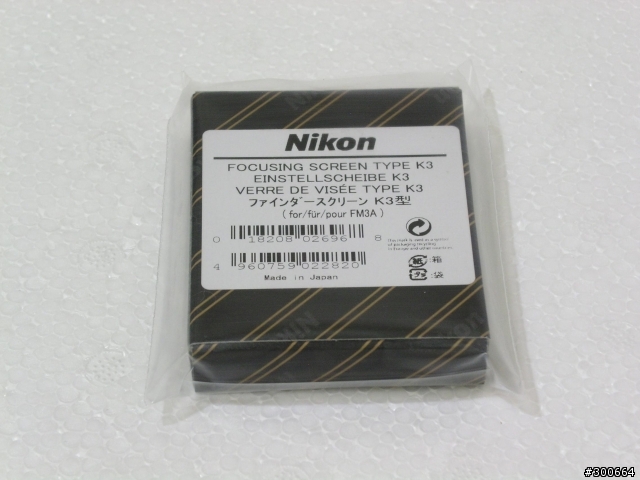 Nikon
FOCUSING SCREEN TYPE K3
EINSTELLSCHEIBE K3
VERRE DE VISÉE TYPE K3
ファインダースクリーン K3型
( for/für/pour FM3A )
0 18208 02696 8
4 960759 022820
Made in Japan
紙 :箱
プラ :袋
#300664